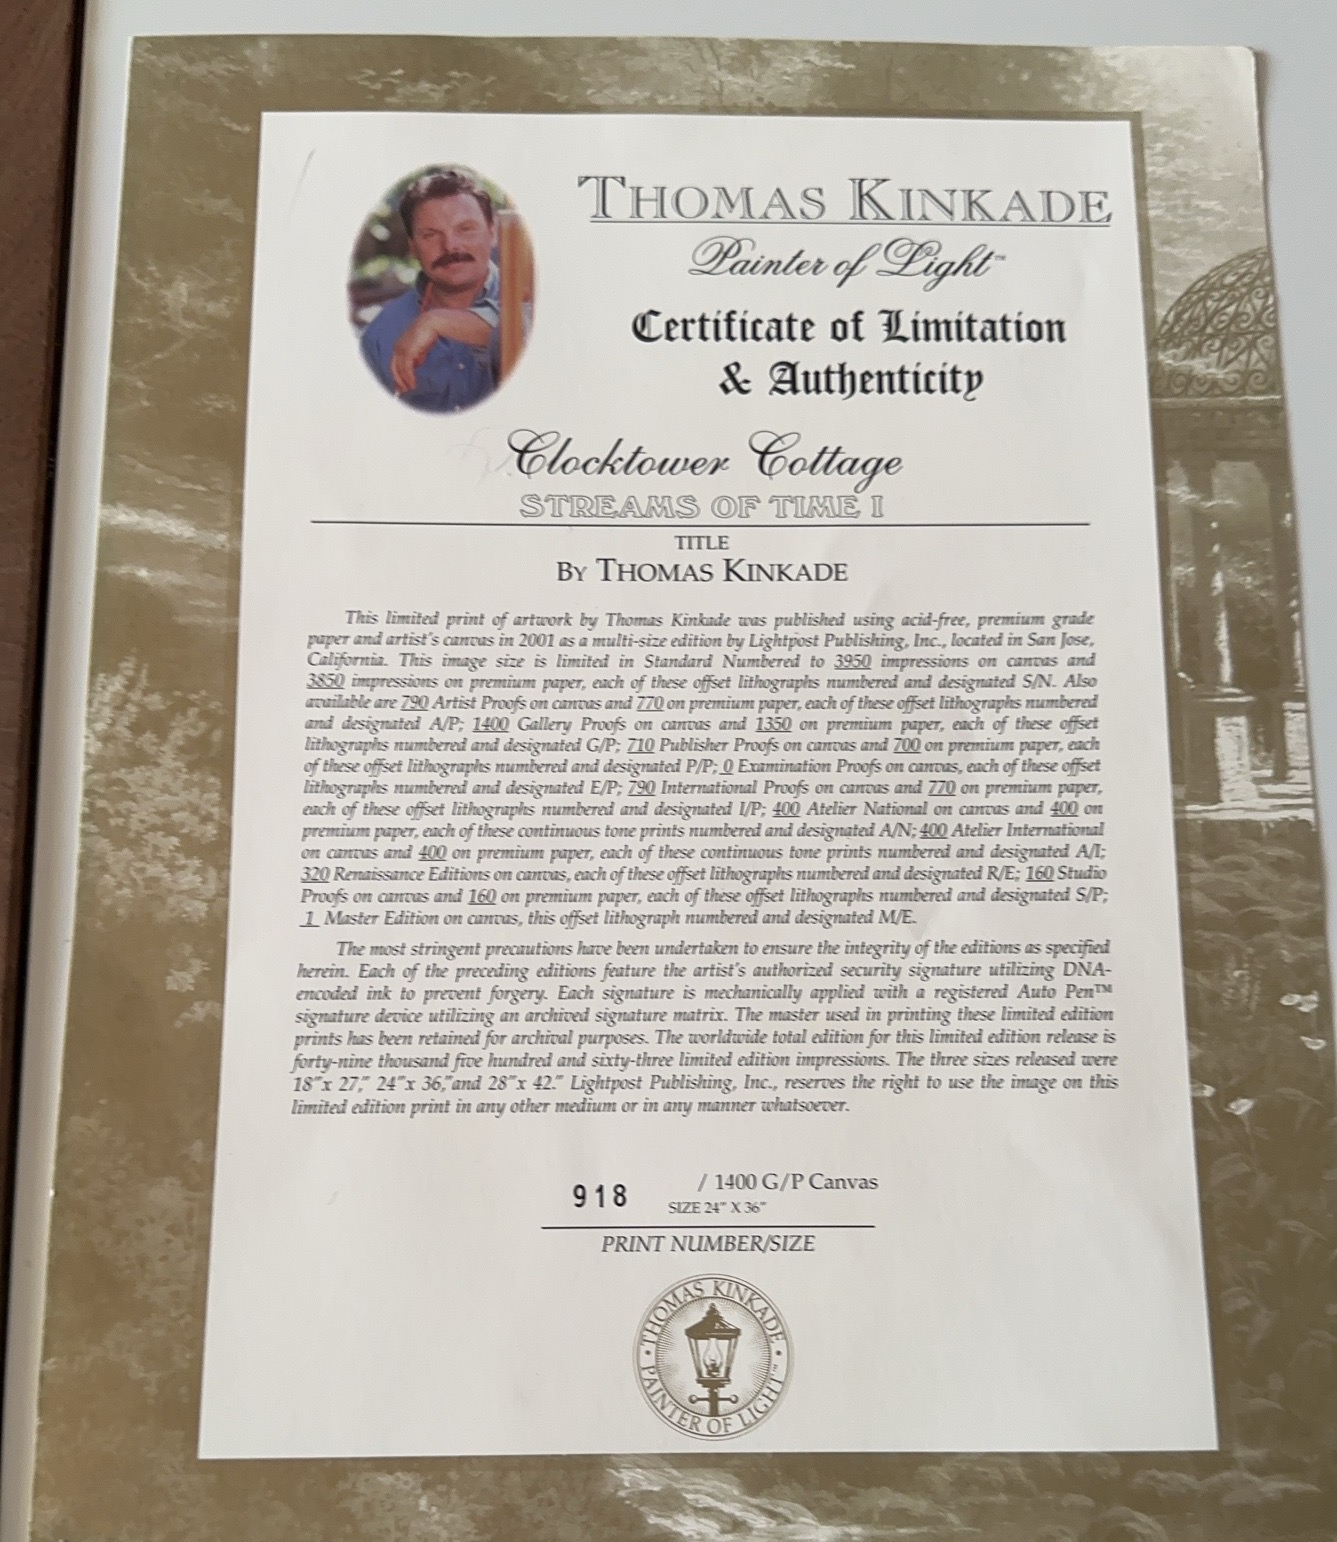 THOMAS KINKADE
Painter of Light™
Certificate of Limitation
& Authenticity
Clocktower Cottage
STREAMS OF TIME I
TITLE
BY THOMAS KINKADE
This limited print of artwork by Thomas Kinkade was published using acid-free, premium grade
paper and artist's canvas in 2001 as a multi-size edition by Lightpost Publishing, Inc., located in San Jose,
California. This image size is limited in Standard Numbered to 3950 impressions on canvas and
3850 impressions on premium paper, each of these offset lithographs numbered and designated S/N. Also
available are 790 Artist Proofs on canvas and 770 on premium paper, each of these offset lithographs numbered
and designated A/P; 1400 Gallery Proofs on canvas and 1350 on premium paper, each of these offset
lithographs numbered and designated G/P; 710 Publisher Proofs on canvas and 700 on premium paper, each
of these offset lithographs numbered and designated P/P; 0 Examination Proofs on canvas, each of these offset
lithographs numbered and designated E/P; 790 International Proofs on canvas and 770 on premium paper,
each of these offset lithographs numbered and designated I/P; 400 Atelier National on canvas and 400 on
premium paper, each of these continuous tone prints numbered and designated A/N; 400 Atelier International
on canvas and 400 on premium paper, each of these continuous tone prints numbered and designated A/I;
320 Renaissance Editions on canvas, each of these offset lithographs numbered and designated R/E; 160 Studio
Proofs on canvas and 160 on premium paper, each of these offset lithographs numbered and designated S/P;
1 Master Edition on canvas, this offset lithograph numbered and designated M/E.
The most stringent precautions have been undertaken to ensure the integrity of the editions as specified
herein. Each of the preceding editions feature the artist's authorized security signature utilizing DNA-
encoded ink to prevent forgery. Each signature is mechanically applied with a registered Auto Pen™
signature device utilizing an archived signature matrix. The master used in printing these limited edition
prints has been retained for archival purposes. The worldwide total edition for this limited edition release is
forty-nine thousand five hundred and sixty-three limited edition impressions. The three sizes released were
18"x 27," 24"x 36,"and 28"x 42." Lightpost Publishing, Inc., reserves the right to use the image on this
limited edition print in any other medium or in any manner whatsoever.
918 / 1400 G/P Canvas
SIZE 24" X 36"
PRINT NUMBER/SIZE
THOMAS KINKADE
PAINTER OF LIGHT™